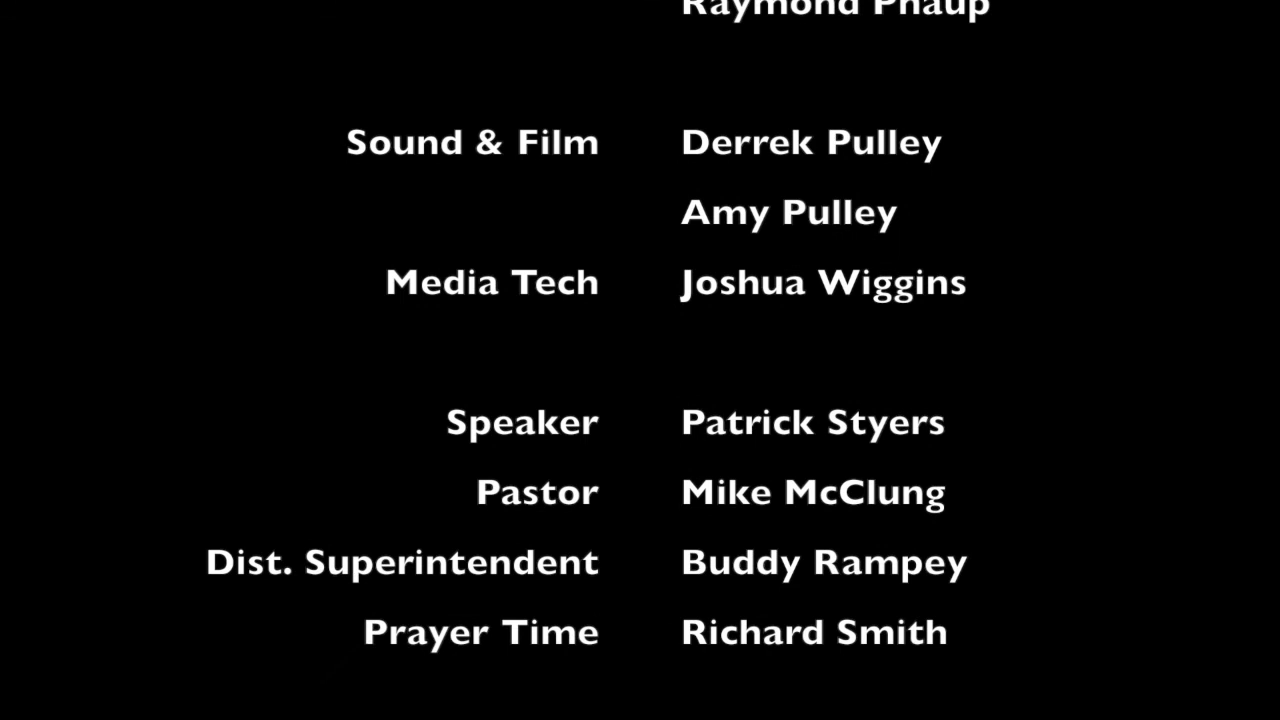 Raymond Phaup
Sound & Film Derrek Pulley
Amy Pulley
Media Tech Joshua Wiggins
Speaker Patrick Styers
Pastor Mike McClung
Dist. Superintendent Buddy Rampey
Prayer Time Richard Smith